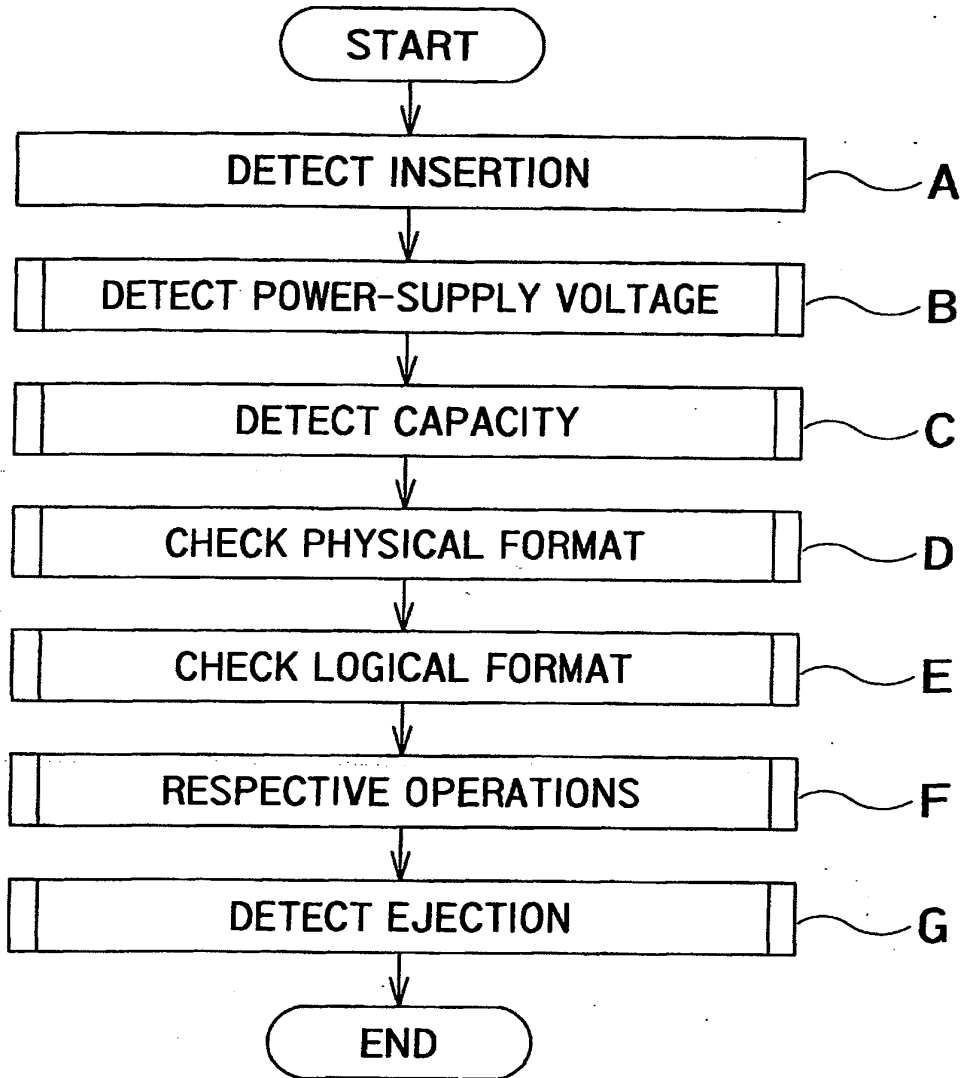 START
DETECT INSERTION
A
DETECT POWER-SUPPLY VOLTAGE
B
DETECT CAPACITY
C
CHECK PHYSICAL FORMAT
D
CHECK LOGICAL FORMAT
E
RESPECTIVE OPERATIONS
F
DETECT EJECTION
G
END